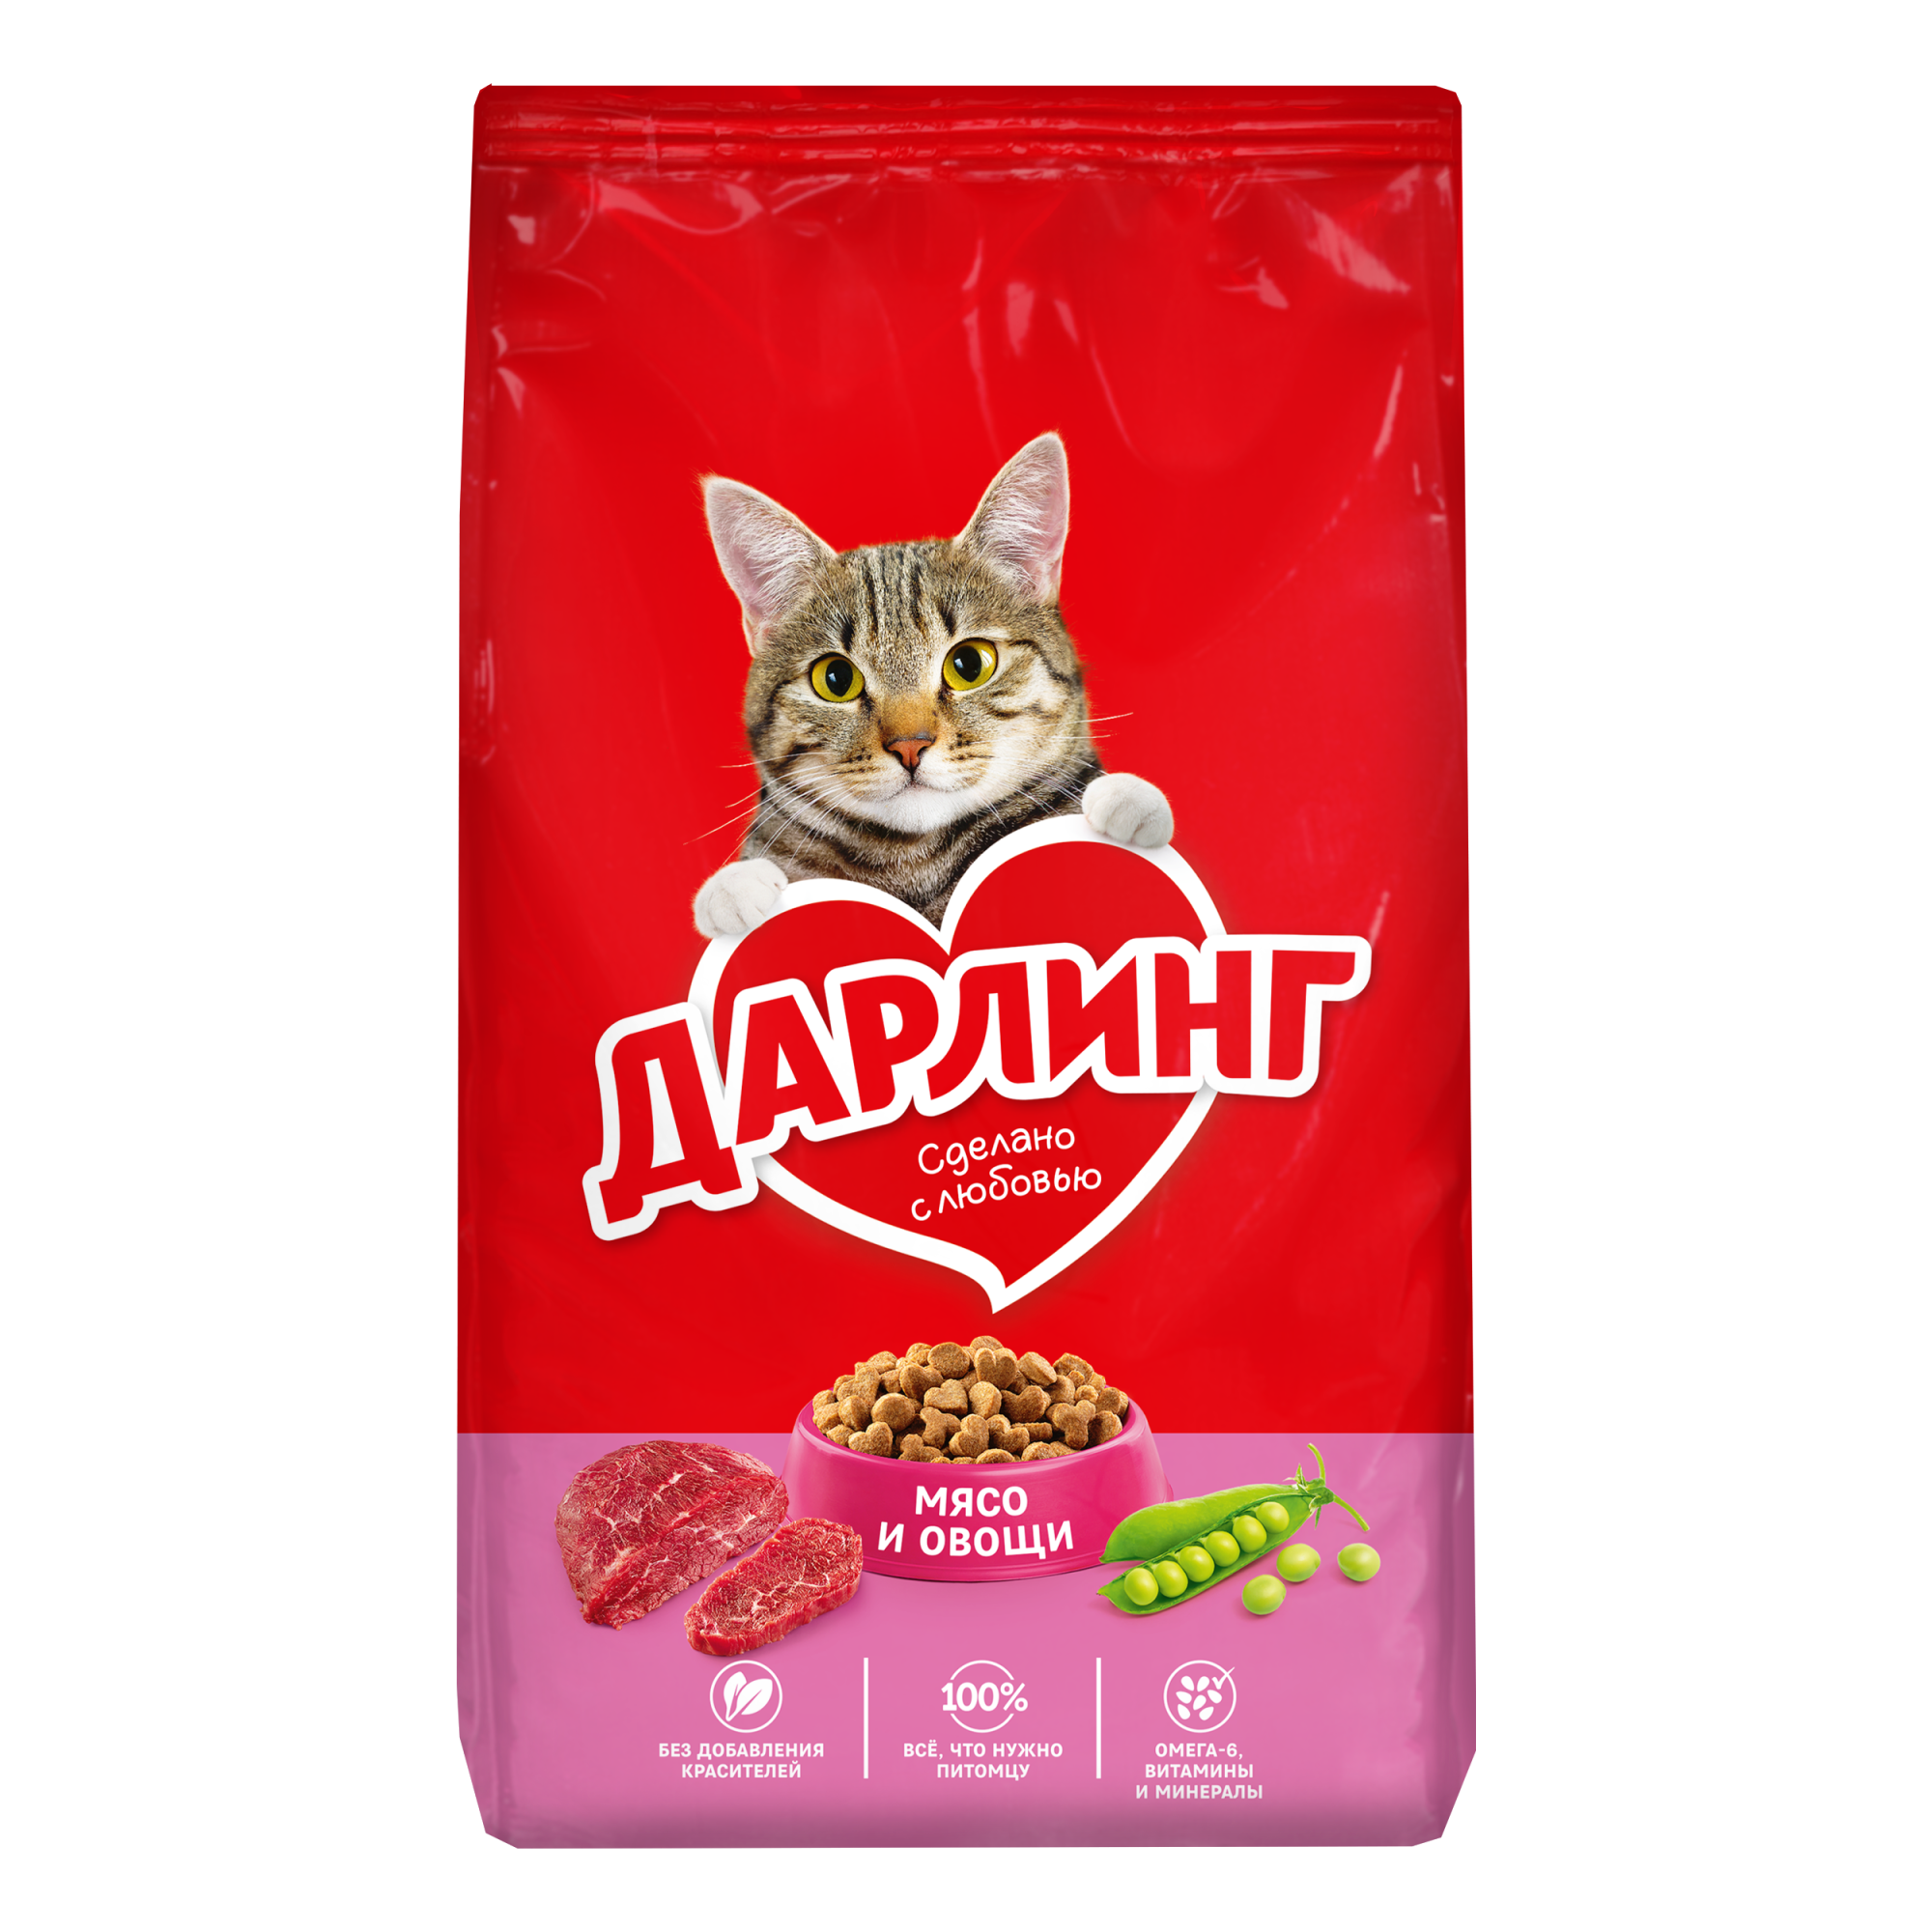 ДАРЛИНГ
Сделано
с любовью
МЯСО
И ОВОЩИ
БЕЗ ДОБАВЛЕНИЯ
КРАСИТЕЛЕЙ
100%
ВСЁ, ЧТО НУЖНО
ПИТОМЦУ
ОМЕГА-6,
ВИТАМИНЫ
И МИНЕРАЛЫ